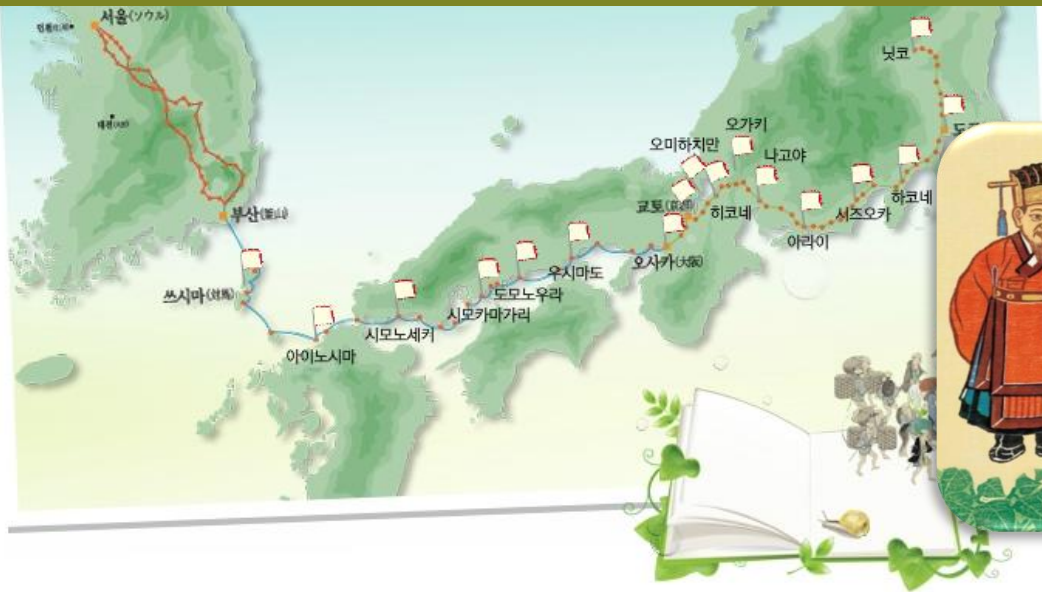 서울(ソウル)
부산(釜山)
쓰시마(対馬)
아이노시마
시모노세키
시모카마가리
도모노우라
우시마도
오사카(大阪)
교토(京都)
오미하치만
히코네
오가키
나고야
아라이
시즈오카
하코네
닛코